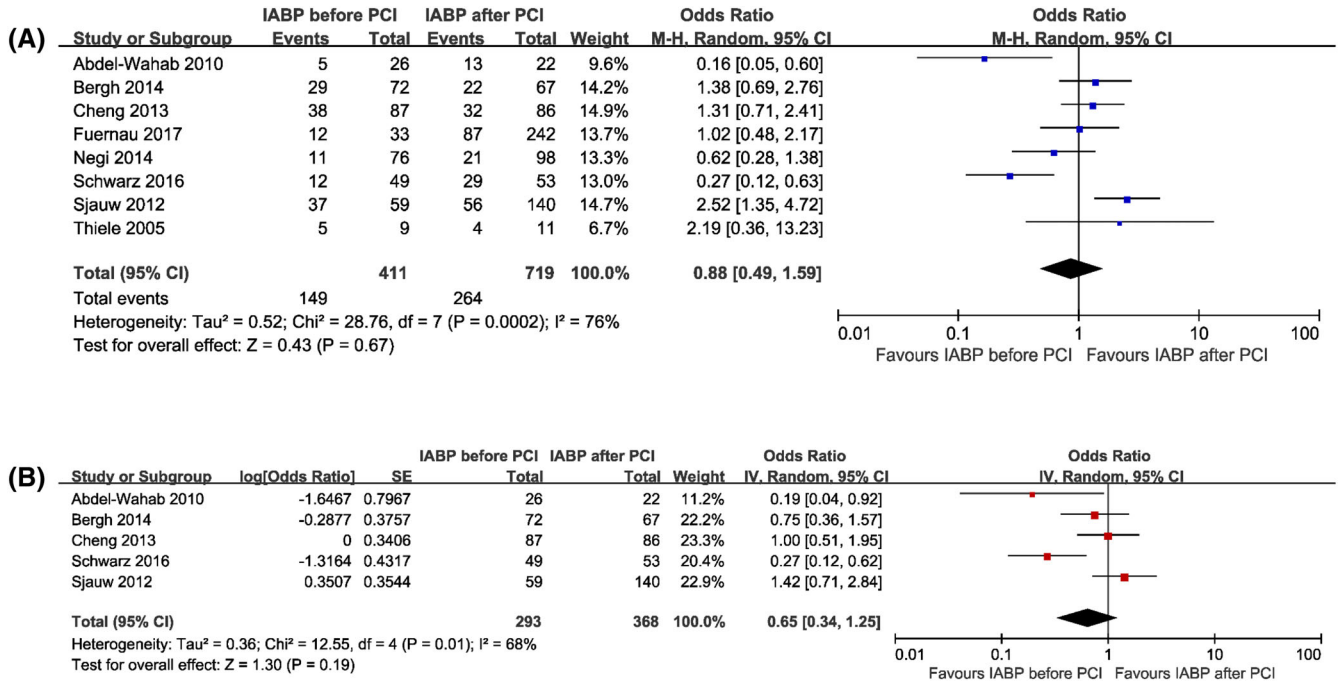 (A)
IABP before PCI IABP after PCI Odds Ratio Odds Ratio
Study or Subgroup Events Total Events Total Weight M-H, Random, 95% CI M-H, Random, 95% CI
Abdel-Wahab 2010 5 26 13 22 9.6% 0.16 [0.05, 0.60]
Bergh 2014 29 72 22 67 14.2% 1.38 [0.69, 2.76]
Cheng 2013 38 87 32 86 14.9% 1.31 [0.71, 2.41]
Fuernau 2017 12 33 87 242 13.7% 1.02 [0.48, 2.17]
Negi 2014 11 76 21 98 13.3% 0.62 [0.28, 1.38]
Schwarz 2016 12 49 29 53 13.0% 0.27 [0.12, 0.63]
Sjauw 2012 37 59 56 140 14.7% 2.52 [1.35, 4.72]
Thiele 2005 5 9 4 11 6.7% 2.19 [0.36, 13.23]
Total (95% CI) 411 719 100.0% 0.88 [0.49, 1.59]
Total events 149 264
Heterogeneity: Tau² = 0.52; Chi² = 28.76, df = 7 (P = 0.0002); I² = 76%
Test for overall effect: Z = 0.43 (P = 0.67)
0.01 0.1 1 10 100
Favours IABP before PCI Favours IABP after PCI
(B)
IABP before PCI IABP after PCI Odds Ratio Odds Ratio
Study or Subgroup log[Odds Ratio] SE Total Total Weight IV, Random, 95% CI IV, Random, 95% CI
Abdel-Wahab 2010 -1.6467 0.7967 26 22 11.2% 0.19 [0.04, 0.92]
Bergh 2014 -0.2877 0.3757 72 67 22.2% 0.75 [0.36, 1.57]
Cheng 2013 0 0.3406 87 86 23.3% 1.00 [0.51, 1.95]
Schwarz 2016 -1.3164 0.4317 49 53 20.4% 0.27 [0.12, 0.62]
Sjauw 2012 0.3507 0.3544 59 140 22.9% 1.42 [0.71, 2.84]
Total (95% CI) 293 368 100.0% 0.65 [0.34, 1.25]
Heterogeneity: Tau² = 0.36; Chi² = 12.55, df = 4 (P = 0.01); I² = 68%
Test for overall effect: Z = 1.30 (P = 0.19)
0.01 0.1 1 10 100
Favours IABP before PCI Favours IABP after PCI